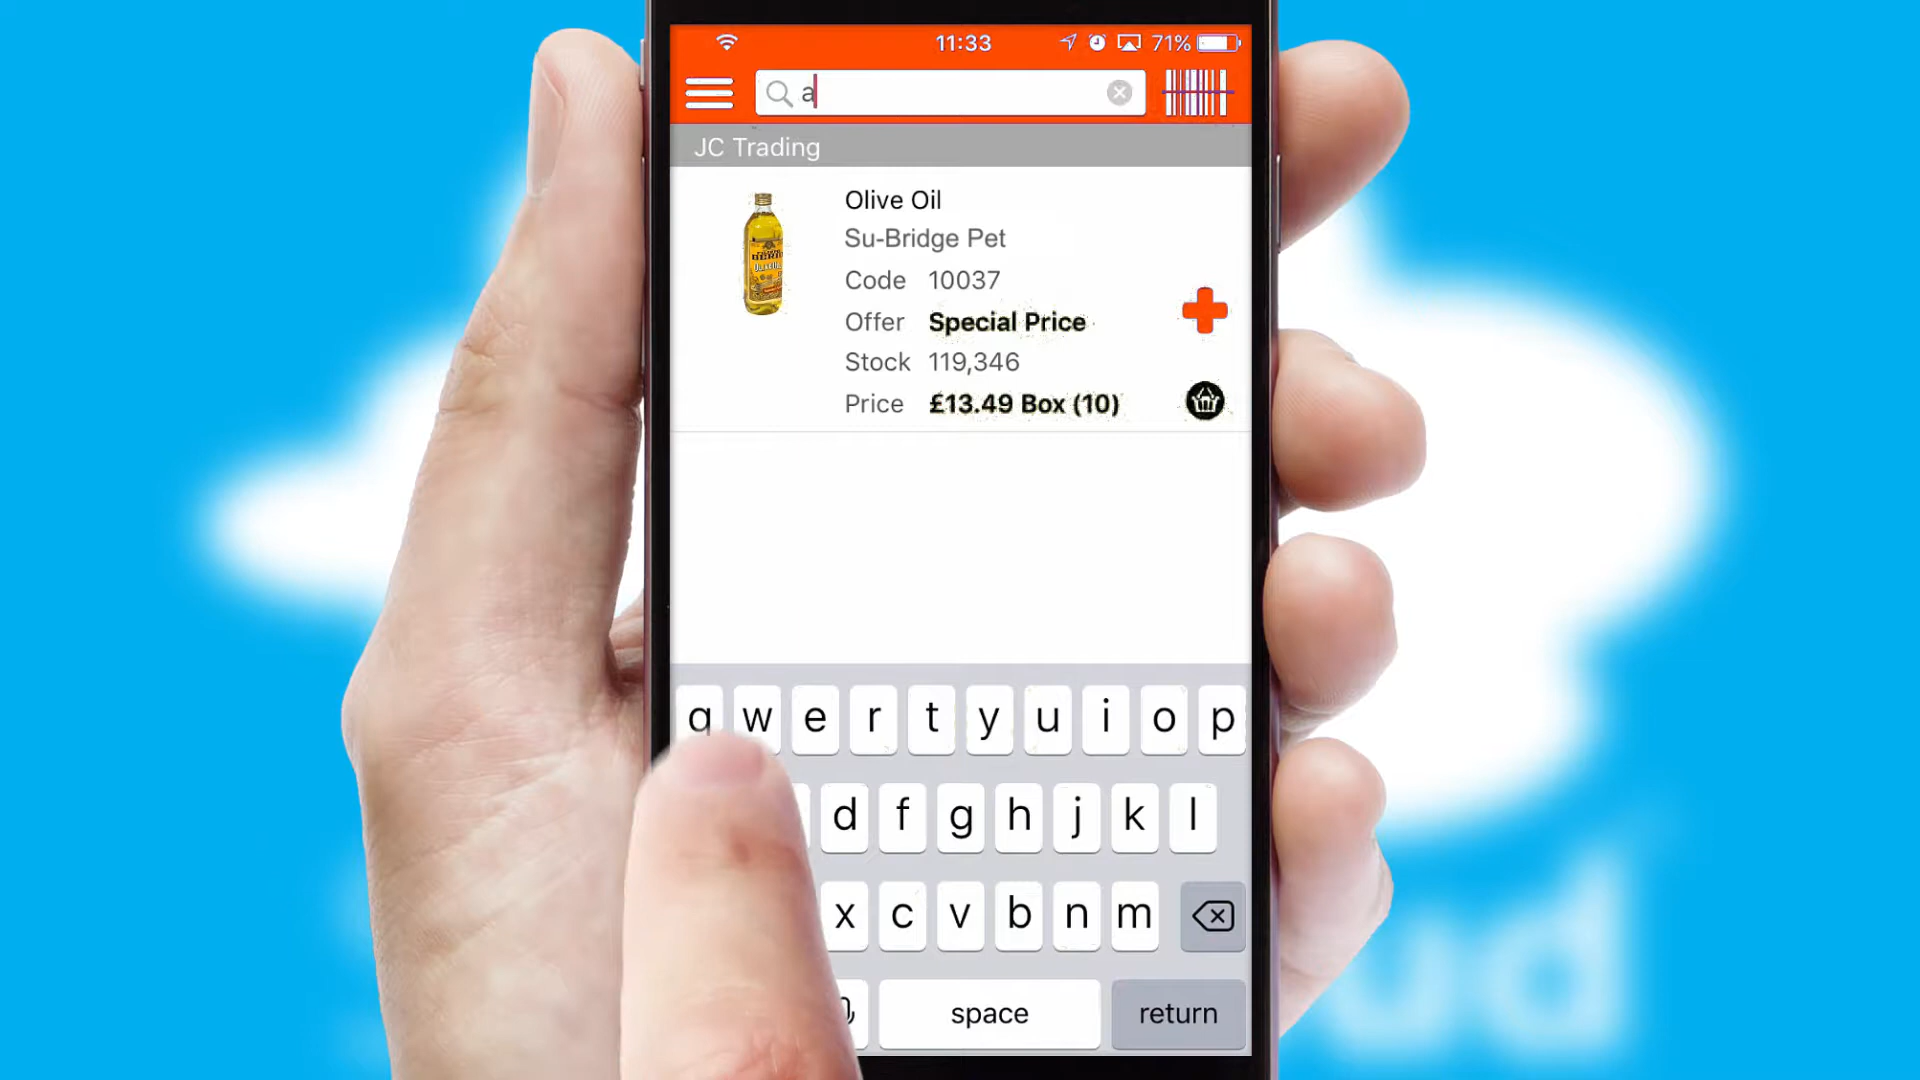 11:33
71%
a
JC Trading
Olive Oil
Su-Bridge Pet
Code 10037
Offer Special Price
Stock 119,346
Price £13.49 Box (10)
q w e r t y u i o p
d f g h j k l
x c v b n m
space return
ud